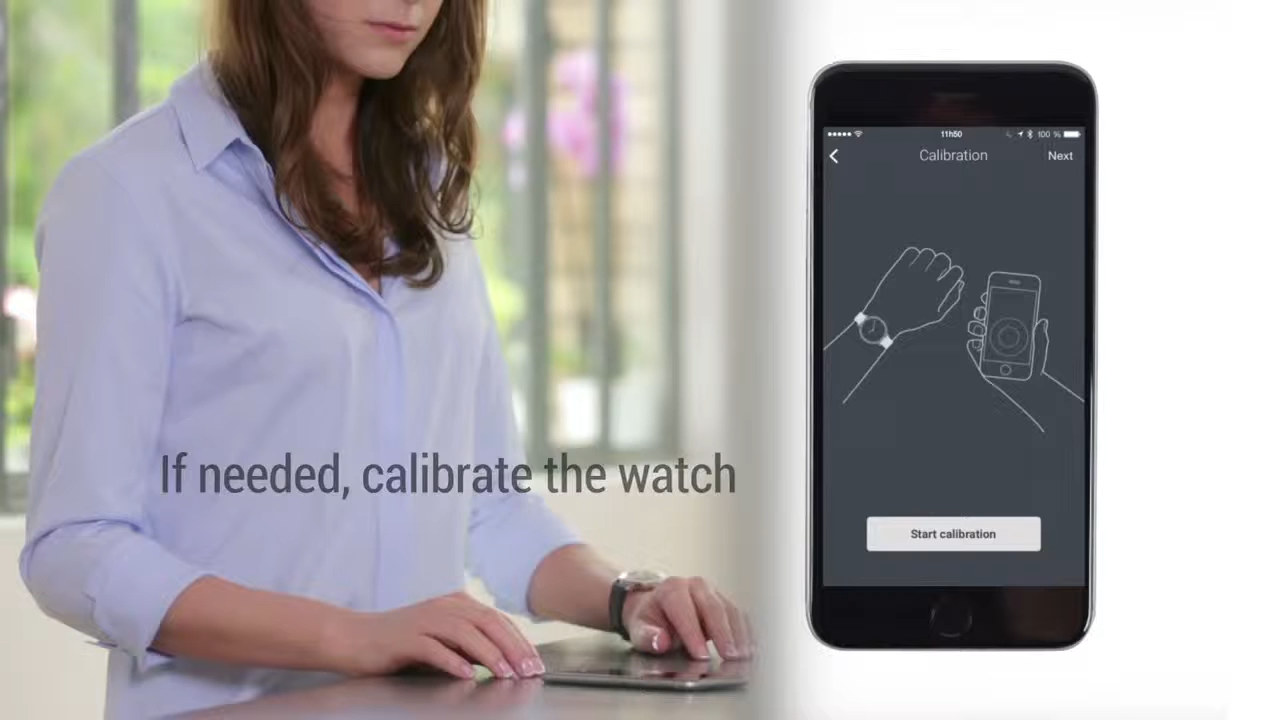 If needed, calibrate the watch
11h50
100 %
Calibration
Next
Start calibration